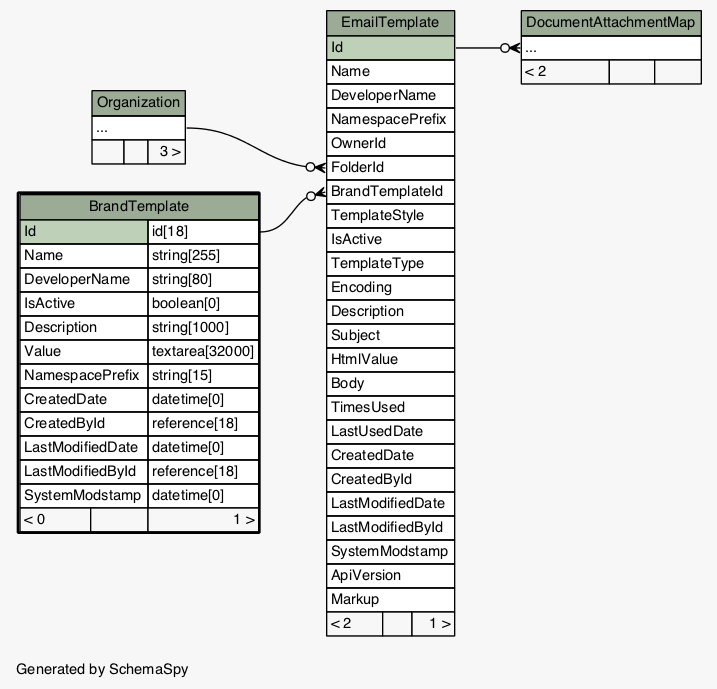 EmailTemplate
Id
Name
DeveloperName
NamespacePrefix
OwnerId
FolderId
BrandTemplateId
TemplateStyle
IsActive
TemplateType
Encoding
Description
Subject
HtmlValue
Body
TimesUsed
LastUsedDate
CreatedDate
CreatedById
LastModifiedDate
LastModifiedById
SystemModstamp
ApiVersion
Markup
< 2 1 >
DocumentAttachmentMap
...
< 2
Organization
...
3 >
BrandTemplate
Id id[18]
Name string[255]
DeveloperName string[80]
IsActive boolean[0]
Description string[1000]
Value textarea[32000]
NamespacePrefix string[15]
CreatedDate datetime[0]
CreatedById reference[18]
LastModifiedDate datetime[0]
LastModifiedById reference[18]
SystemModstamp datetime[0]
< 0 1 >
Generated by SchemaSpy